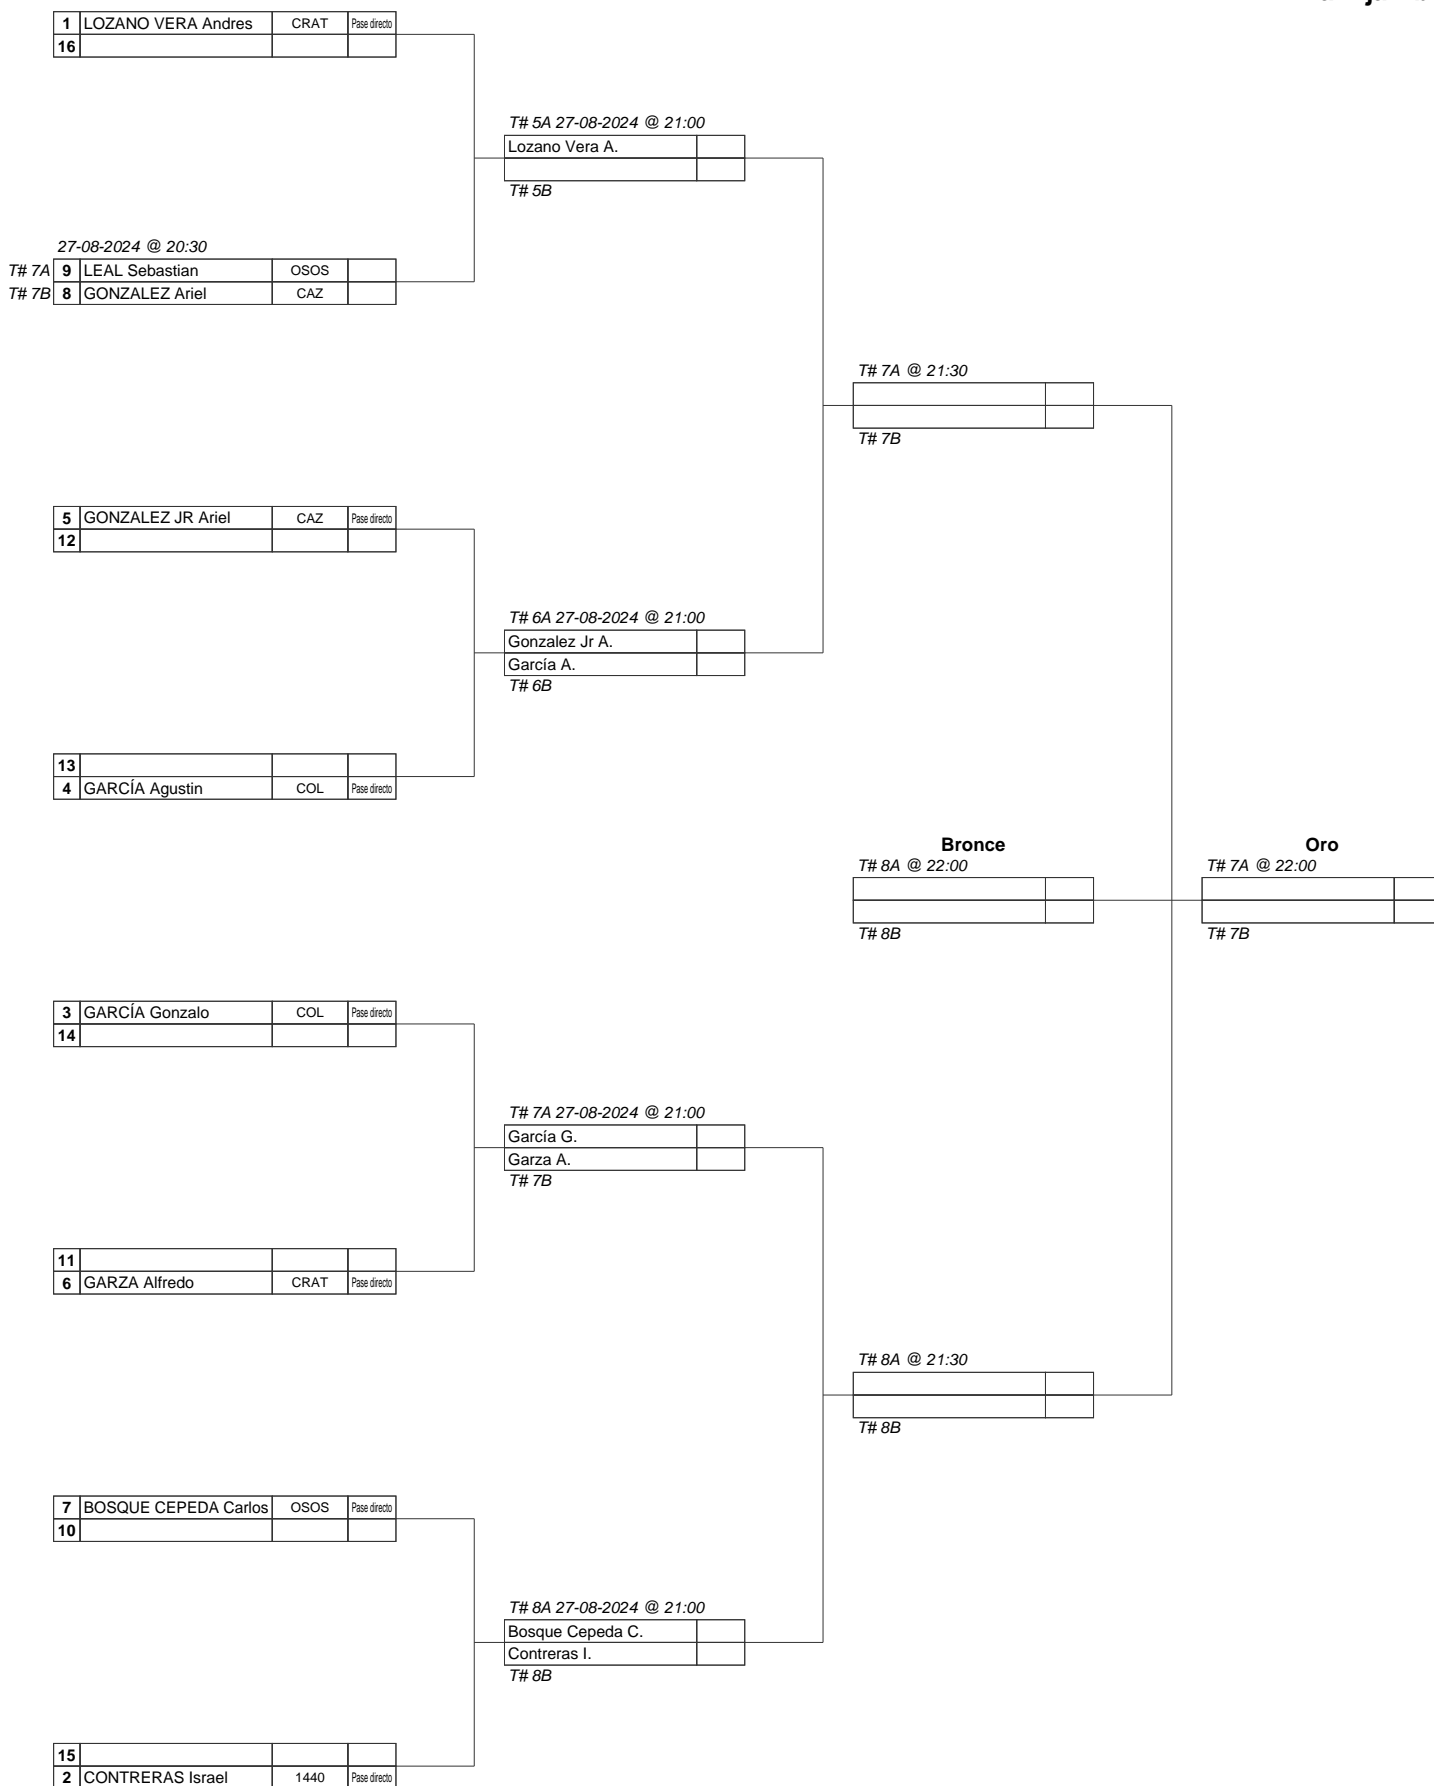 1 LOZANO VERA Andres CRAT Pase directo
16
T# 5A 27-08-2024 @ 21:00
Lozano Vera A.
T# 5B
27-08-2024 @ 20:30
T# 7A 9 LEAL Sebastian OSOS
T# 7B 8 GONZALEZ Ariel CAZ
T# 7A @ 21:30
T# 7B
5 GONZALEZ JR Ariel CAZ Pase directo
12
T# 6A 27-08-2024 @ 21:00
Gonzalez Jr A.
García A.
T# 6B
13
4 GARCÍA Agustin COL Pase directo
Bronce Oro
T# 8A @ 22:00 T# 7A @ 22:00
T# 8B T# 7B
3 GARCÍA Gonzalo COL Pase directo
14
T# 7A 27-08-2024 @ 21:00
García G.
Garza A.
T# 7B
11
6 GARZA Alfredo CRAT Pase directo
T# 8A @ 21:30
T# 8B
7 BOSQUE CEPEDA Carlos OSOS Pase directo
10
T# 8A 27-08-2024 @ 21:00
Bosque Cepeda C.
Contreras I.
T# 8B
15
2 CONTRERAS Israel 1440 Pase directo